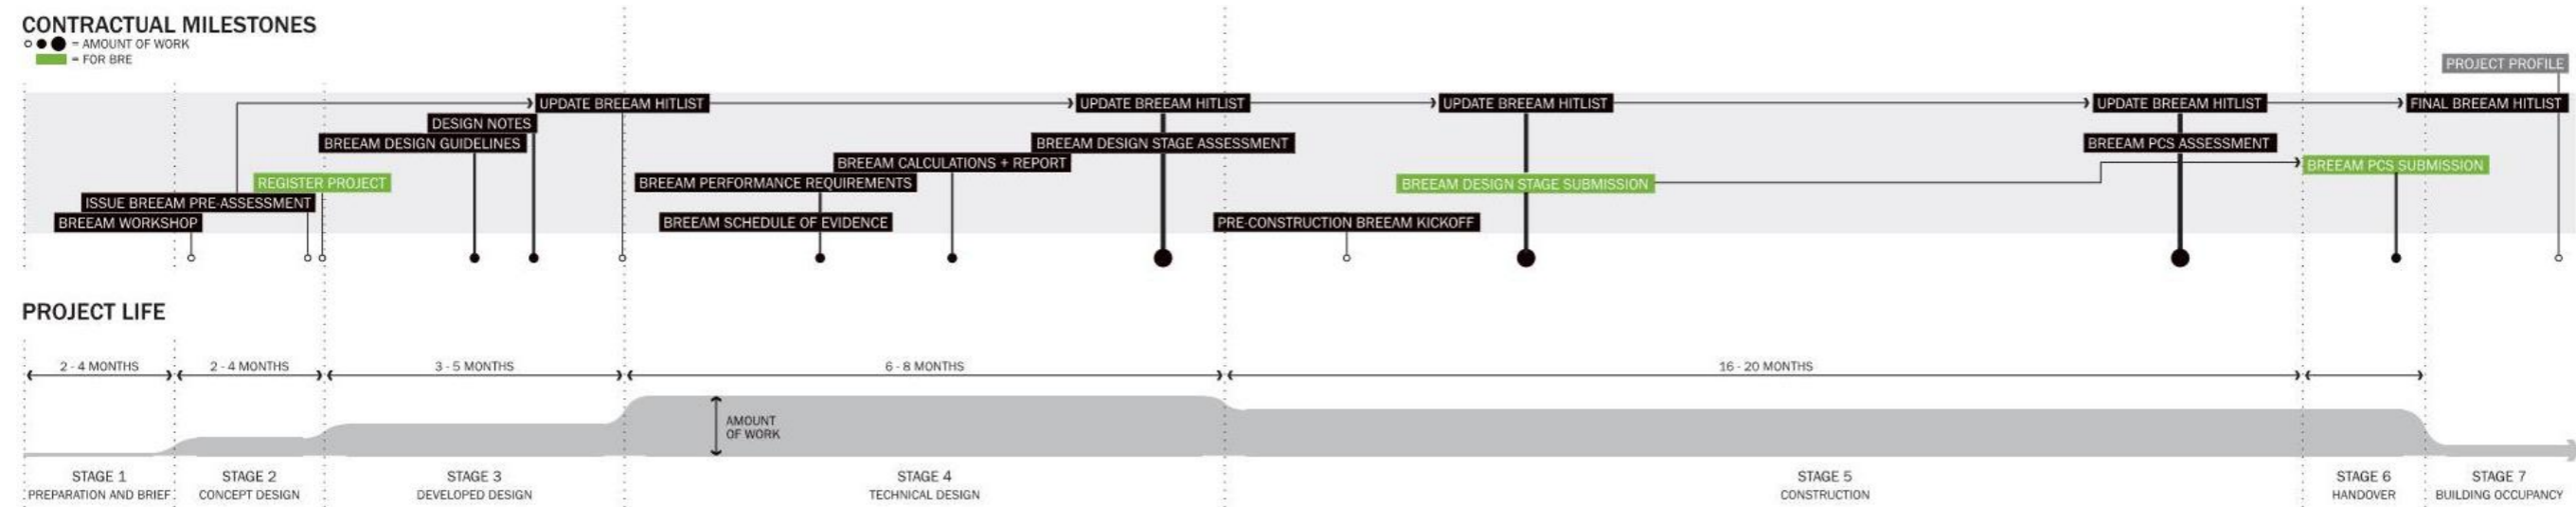 CONTRACTUAL MILESTONES
= AMOUNT OF WORK
= FOR BRE
PROJECT PROFILE
UPDATE BREEAM HITLIST
UPDATE BREEAM HITLIST
UPDATE BREEAM HITLIST
UPDATE BREEAM HITLIST
FINAL BREEAM HITLIST
DESIGN NOTES
BREEAM DESIGN GUIDELINES
BREEAM DESIGN STAGE ASSESSMENT
BREEAM PCS ASSESSMENT
BREEAM CALCULATIONS + REPORT
BREEAM PCS SUBMISSION
REGISTER PROJECT
BREEAM PERFORMANCE REQUIREMENTS
BREEAM DESIGN STAGE SUBMISSION
ISSUE BREEAM PRE-ASSESSMENT
BREEAM WORKSHOP
BREEAM SCHEDULE OF EVIDENCE
PRE-CONSTRUCTION BREEAM KICKOFF
PROJECT LIFE
2 - 4 MONTHS
2 - 4 MONTHS
3 - 5 MONTHS
6 - 8 MONTHS
16 - 20 MONTHS
AMOUNT
OF WORK
STAGE 1
PREPARATION AND BRIEF
STAGE 2
CONCEPT DESIGN
STAGE 3
DEVELOPED DESIGN
STAGE 4
TECHNICAL DESIGN
STAGE 5
CONSTRUCTION
STAGE 6
HANDOVER
STAGE 7
BUILDING OCCUPANCY